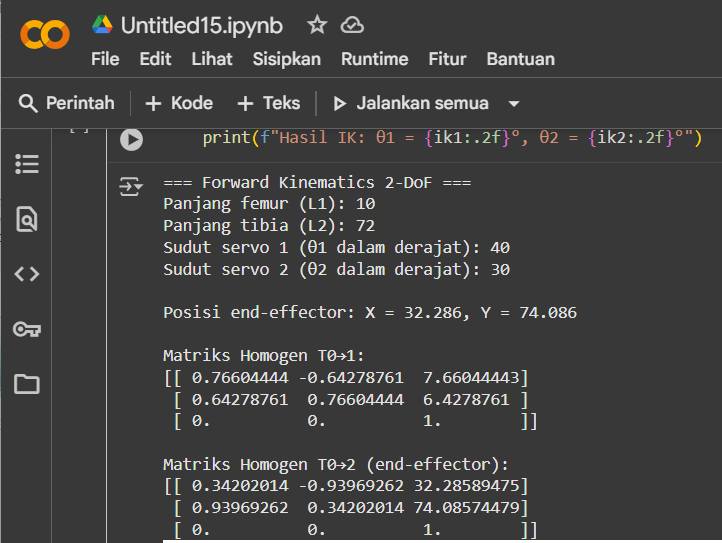 Untitled15.ipynb
File Edit Lihat Sisipkan Runtime Fitur Bantuan
Perintah + Kode + Teks Jalankan semua
[ ]
print(f"Hasil IK: θ1 = {ik1:.2f}°, θ2 = {ik2:.2f}°")
=== Forward Kinematics 2-DoF ===
Panjang femur (L1): 10
Panjang tibia (L2): 72
Sudut servo 1 (θ1 dalam derajat): 40
Sudut servo 2 (θ2 dalam derajat): 30
Posisi end-effector: X = 32.286, Y = 74.086
Matriks Homogen T0→1:
[[ 0.76604444 -0.64278761  7.66044443]
 [ 0.64278761  0.76604444  6.4278761 ]
 [ 0.          0.          1.        ]]
Matriks Homogen T0→2 (end-effector):
[[ 0.34202014 -0.93969262 32.28589475]
 [ 0.93969262  0.34202014 74.08574479]
 [ 0.          0.          1.        ]]